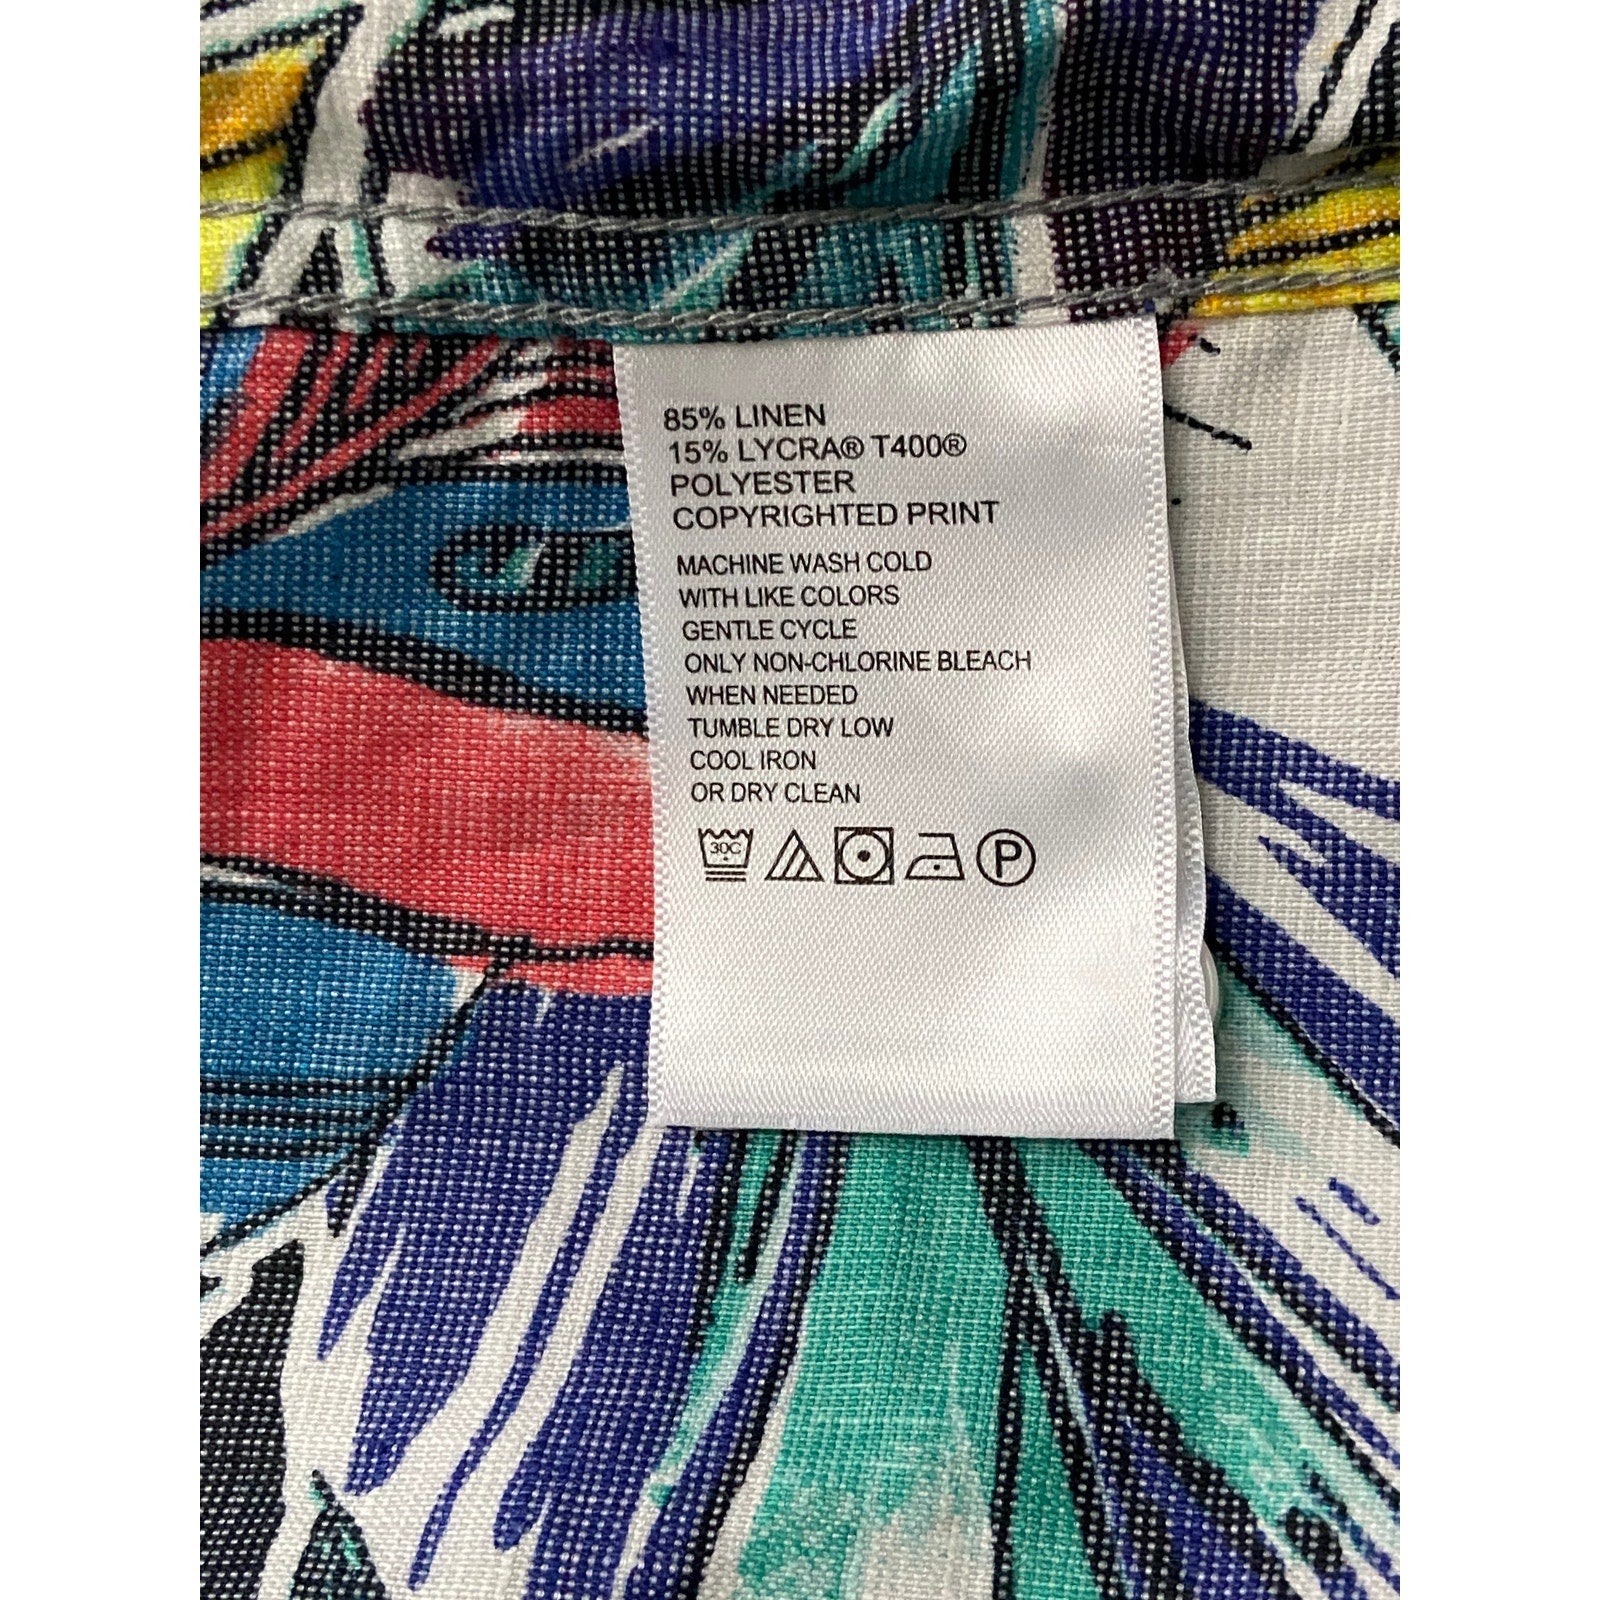 85% LINEN
15% LYCRA® T400®
POLYESTER
COPYRIGHTED PRINT
MACHINE WASH COLD
WITH LIKE COLORS
GENTLE CYCLE
ONLY NON-CHLORINE BLEACH
WHEN NEEDED
TUMBLE DRY LOW
COOL IRON
OR DRY CLEAN
30C P